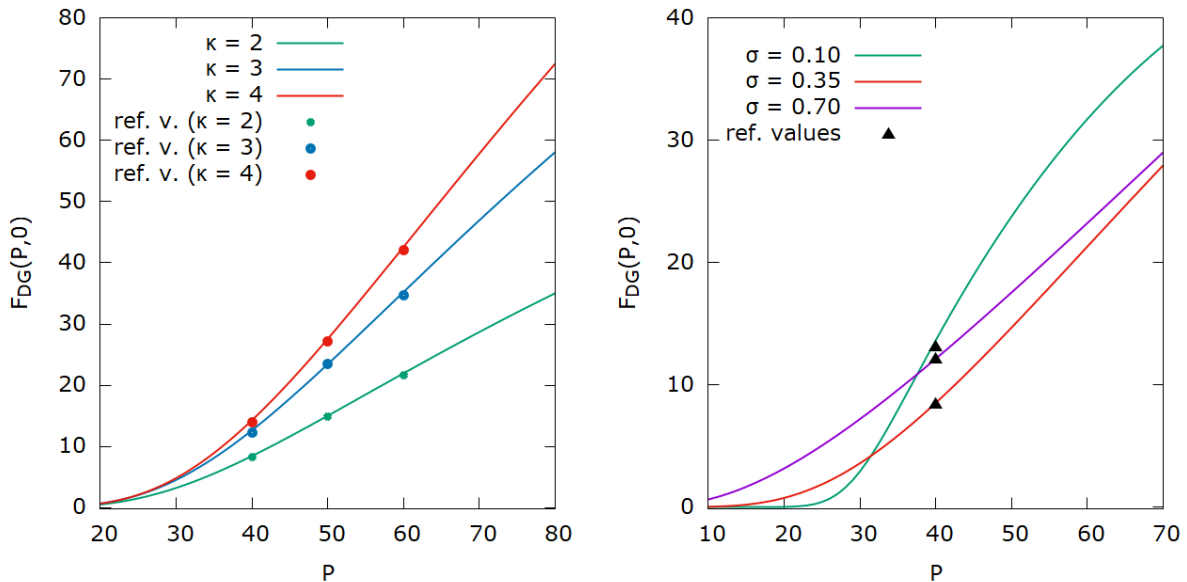 80
70
60
50
40
30
20
10
0
F_DG(P,0)
κ = 2
κ = 3
κ = 4
ref. v. (κ = 2)
ref. v. (κ = 3)
ref. v. (κ = 4)
20 30 40 50 60 70 80
P
40
30
20
10
0
F_DG(P,0)
σ = 0.10
σ = 0.35
σ = 0.70
ref. values
10 20 30 40 50 60 70
P